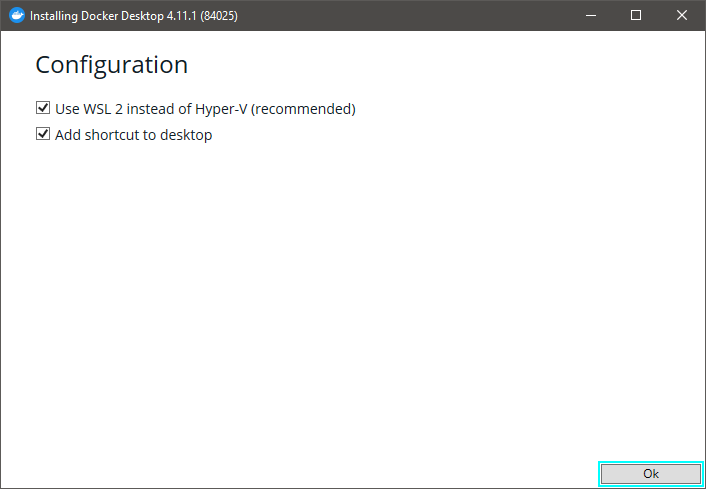 Installing Docker Desktop 4.11.1 (84025)
Configuration
Use WSL 2 instead of Hyper-V (recommended)
Add shortcut to desktop
Ok